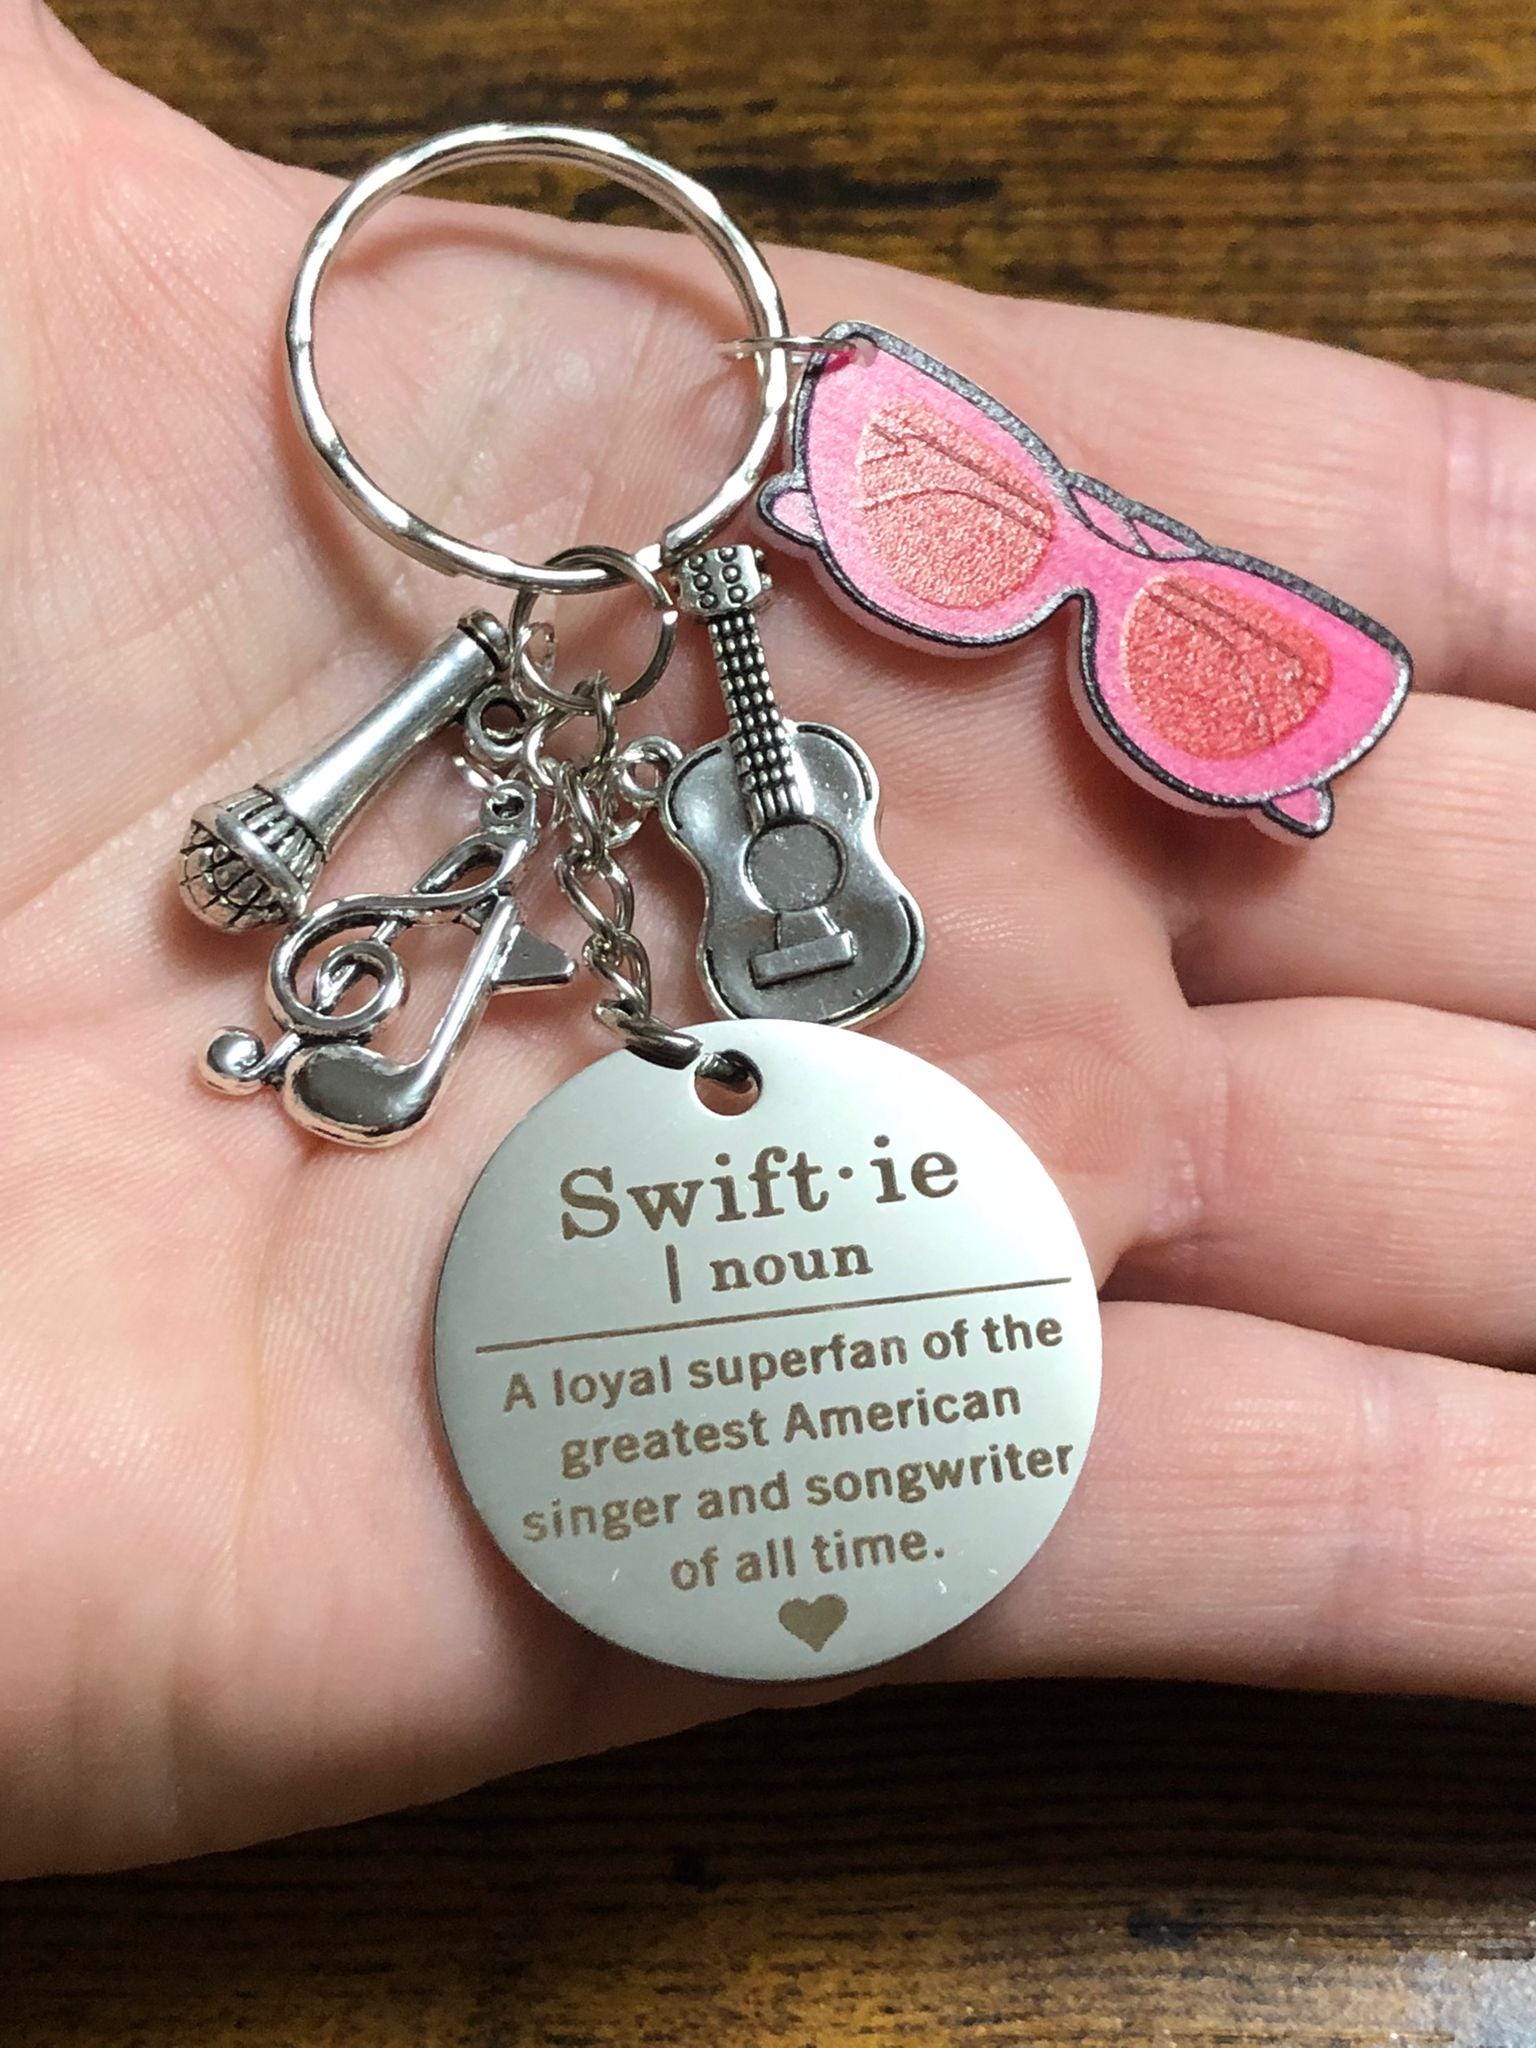 Swift·ie
| noun
A loyal superfan of the
greatest American
singer and songwriter
of all time.